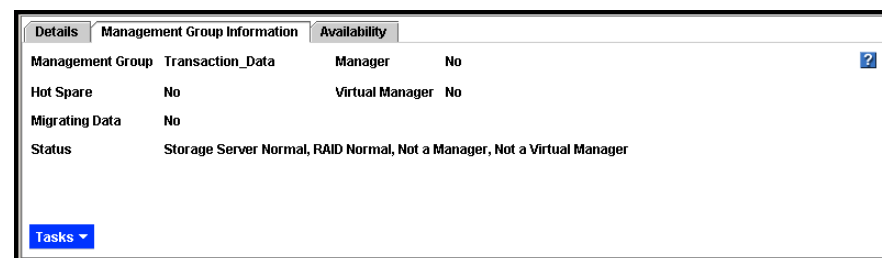 Details Management Group Information Availability
Management Group Transaction_Data Manager No ?
Hot Spare No Virtual Manager No
Migrating Data No
Status Storage Server Normal, RAID Normal, Not a Manager, Not a Virtual Manager
Tasks